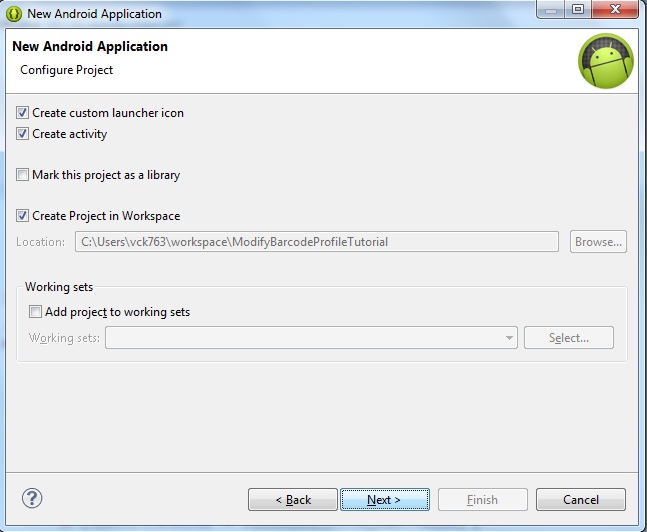 New Android Application
New Android Application
Configure Project
Create custom launcher icon
Create activity
Mark this project as a library
Create Project in Workspace
Location: C:\Users\vck763\workspace\ModifyBarcodeProfileTutorial Browse...
Working sets
Add project to working sets
Working sets: Select...
? < Back Next > Finish Cancel